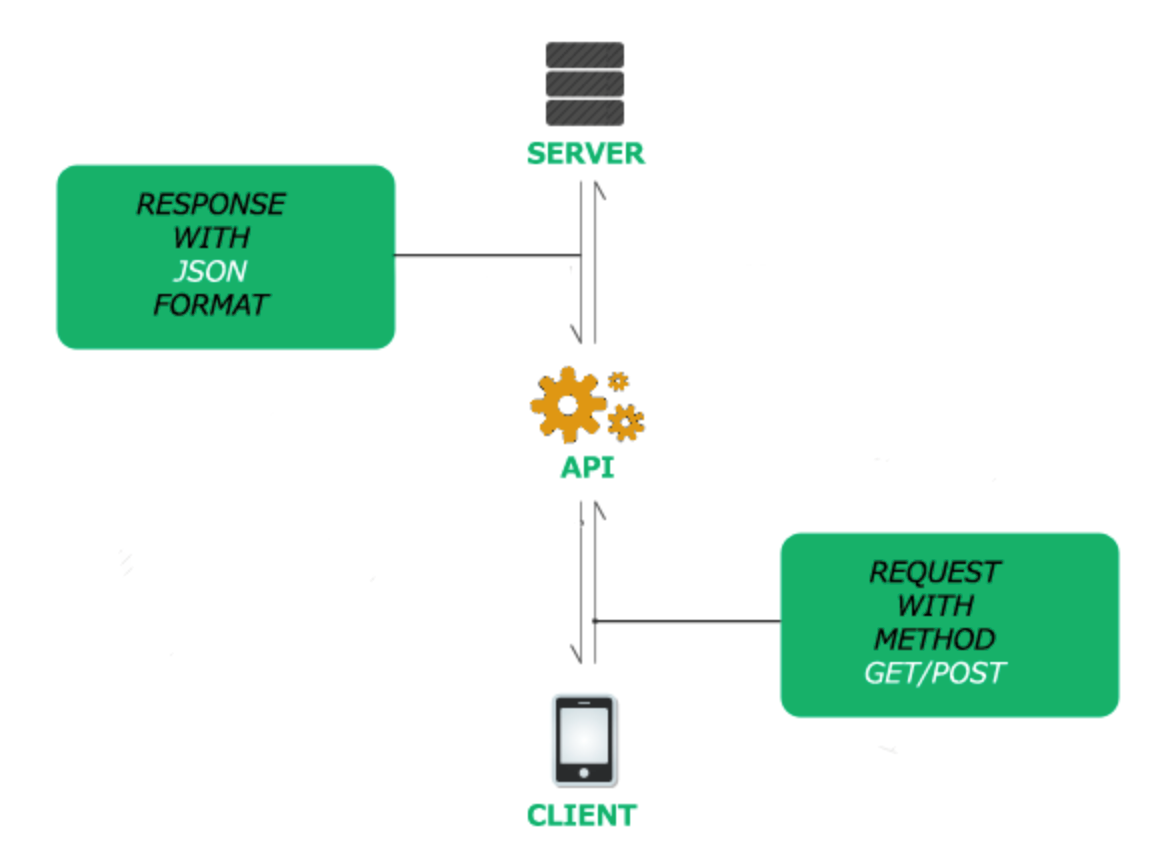 SERVER
RESPONSE
WITH
JSON
FORMAT
API
REQUEST
WITH
METHOD
GET/POST
CLIENT